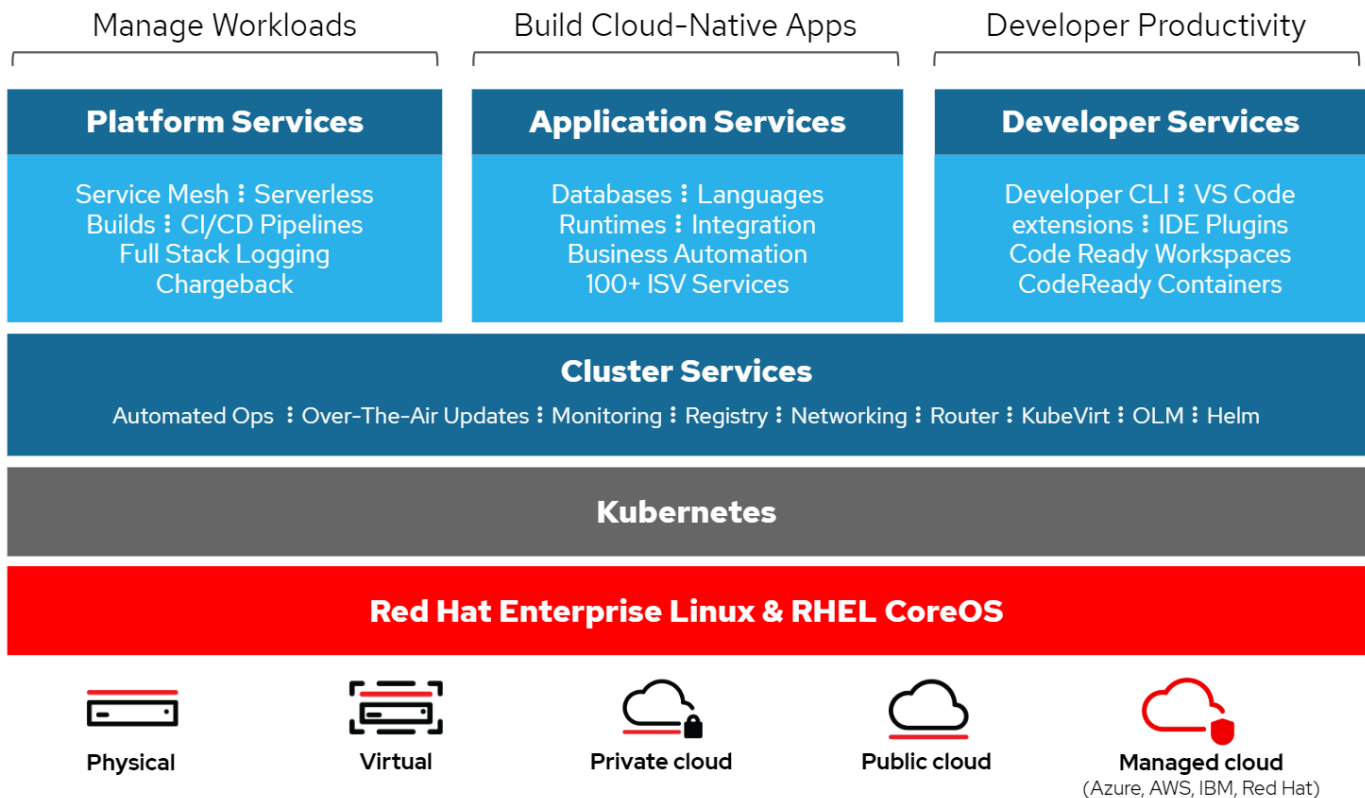 Manage Workloads
Build Cloud-Native Apps
Developer Productivity
Platform Services
Service Mesh ⋮ Serverless
Builds ⋮ CI/CD Pipelines
Full Stack Logging
Chargeback
Application Services
Databases ⋮ Languages
Runtimes ⋮ Integration
Business Automation
100+ ISV Services
Developer Services
Developer CLI ⋮ VS Code
extensions ⋮ IDE Plugins
Code Ready Workspaces
CodeReady Containers
Cluster Services
Automated Ops ⋮ Over-The-Air Updates ⋮ Monitoring ⋮ Registry ⋮ Networking ⋮ Router ⋮ KubeVirt ⋮ OLM ⋮ Helm
Kubernetes
Red Hat Enterprise Linux & RHEL CoreOS
Physical
Virtual
Private cloud
Public cloud
Managed cloud
(Azure, AWS, IBM, Red Hat)